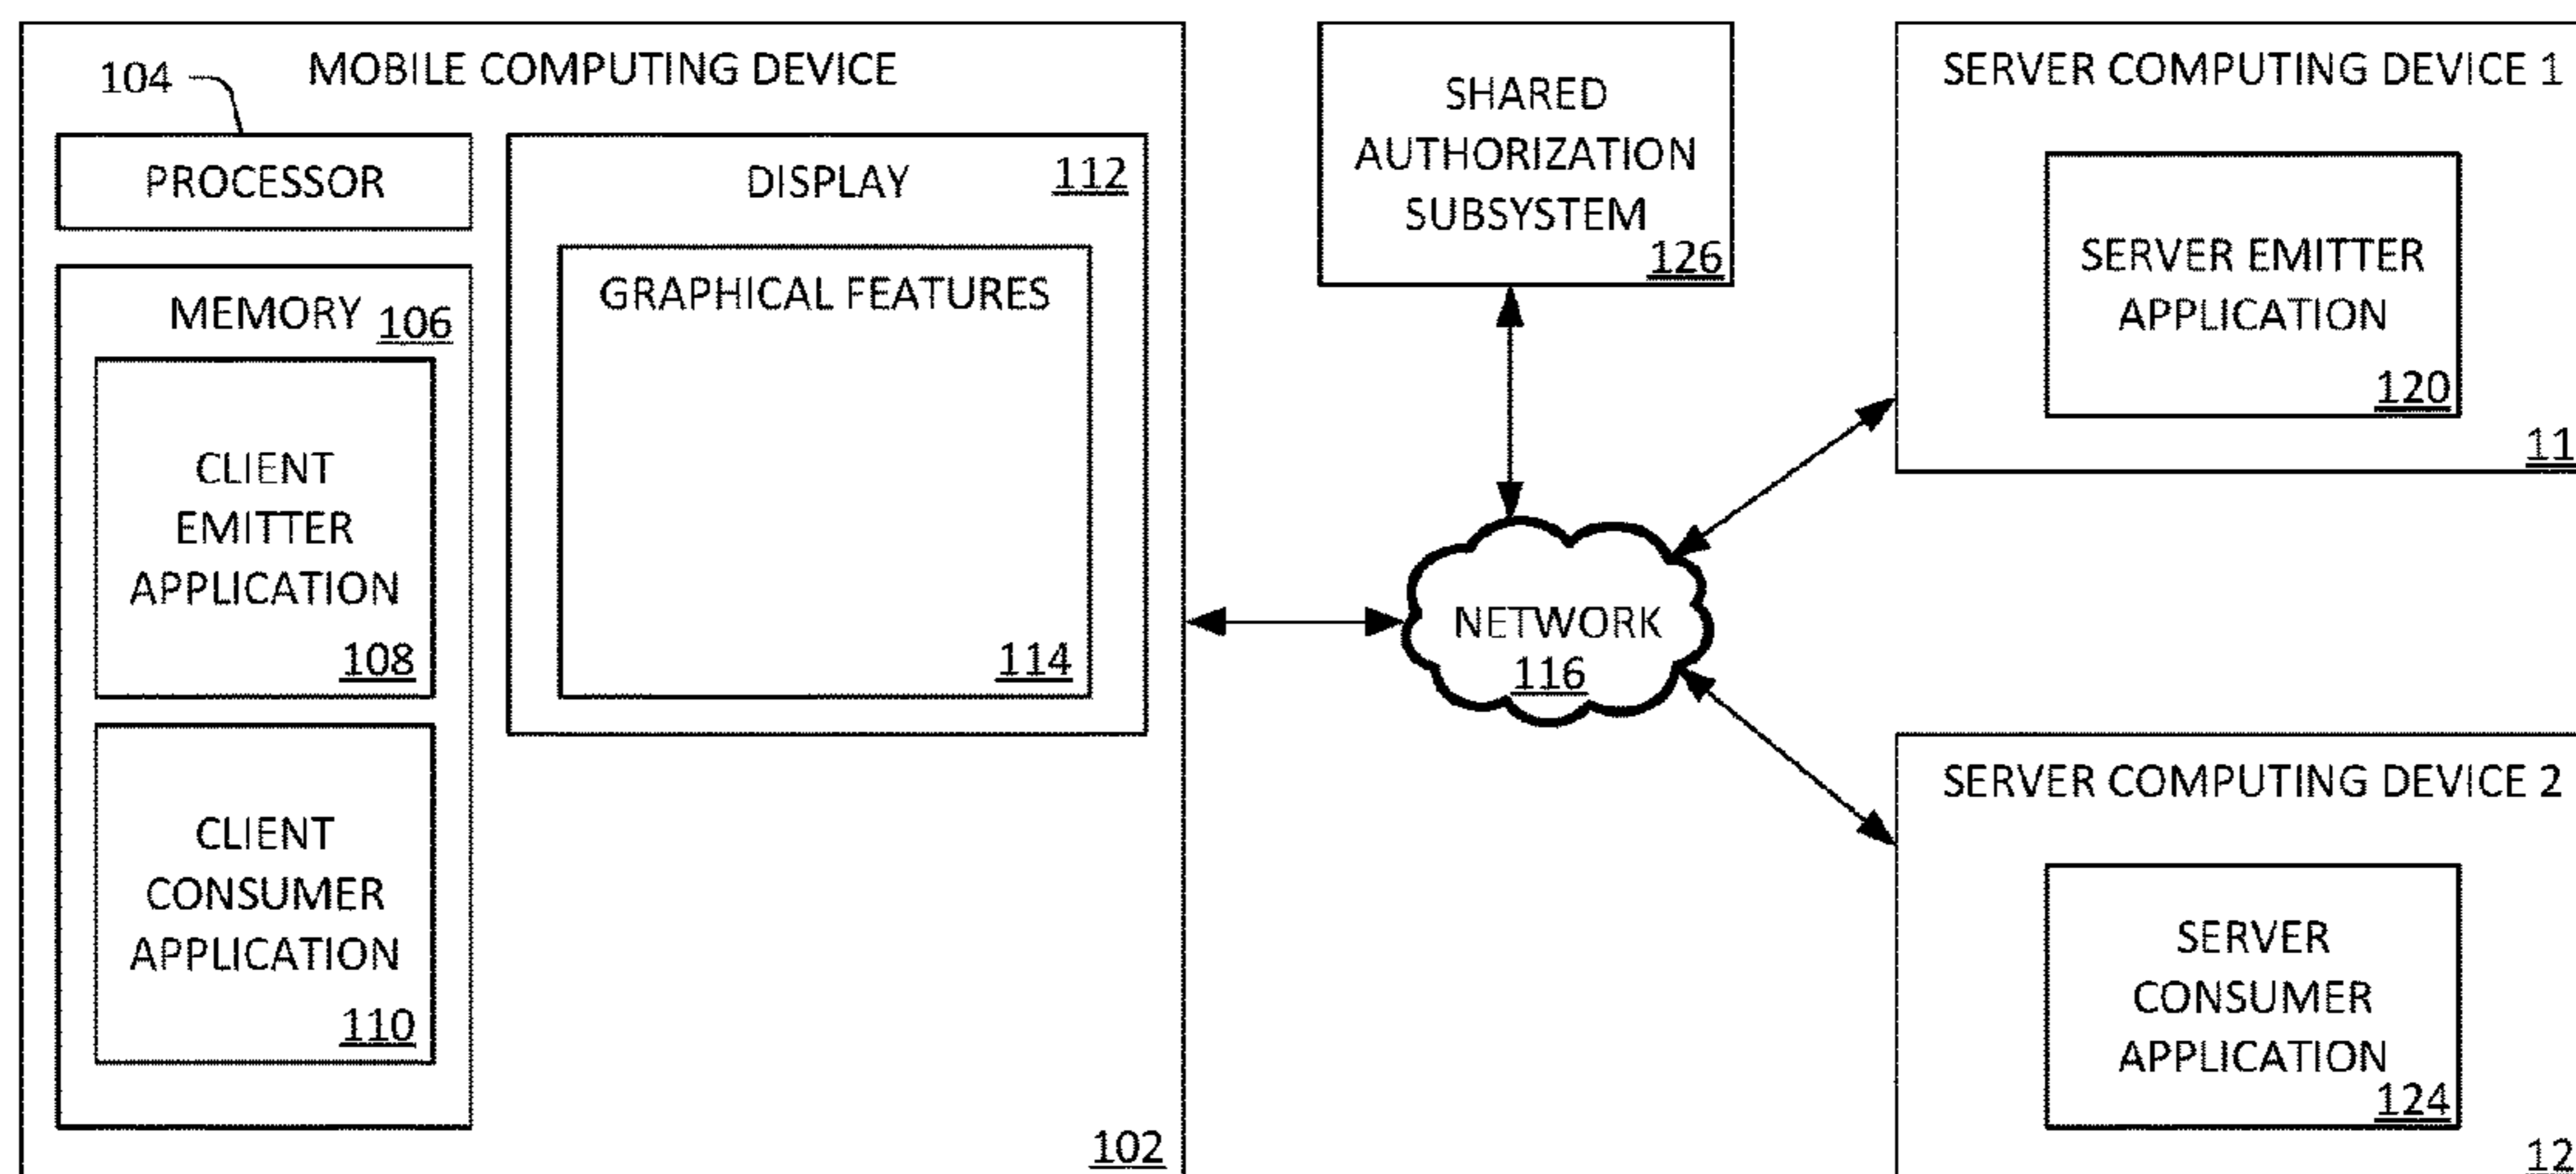 MOBILE COMPUTING DEVICE
104
PROCESSOR
MEMORY 106
CLIENT
EMITTER
APPLICATION
108
CLIENT
CONSUMER
APPLICATION
110
DISPLAY 112
GRAPHICAL FEATURES
114
102
SHARED
AUTHORIZATION
SUBSYSTEM
126
NETWORK
116
SERVER COMPUTING DEVICE 1
SERVER EMITTER
APPLICATION
120
SERVER COMPUTING DEVICE 2
SERVER
CONSUMER
APPLICATION
124